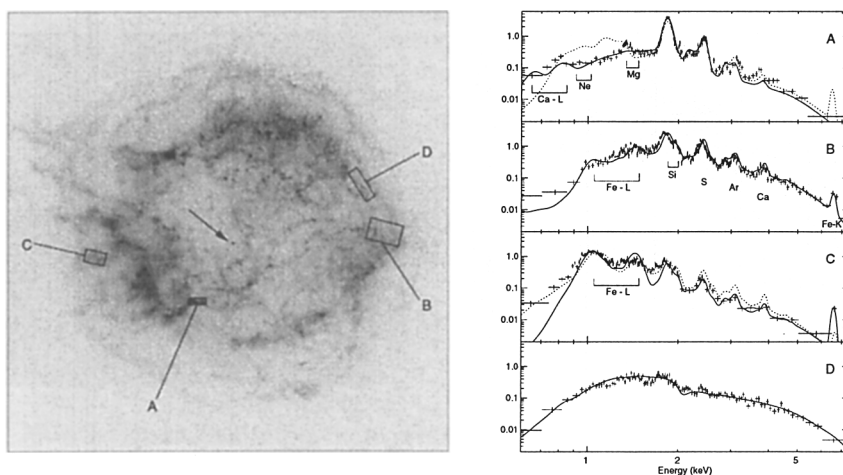 D
C
B
A
1.0
0.1
0.01
A
Ca - L
Ne
Mg
1.0
0.1
0.01
B
Fe - L
Si
S
Ar
Ca
Fe-K
1.0
0.1
0.01
C
Fe - L
1.0
0.1
0.01
D
1
2
5
Energy (keV)